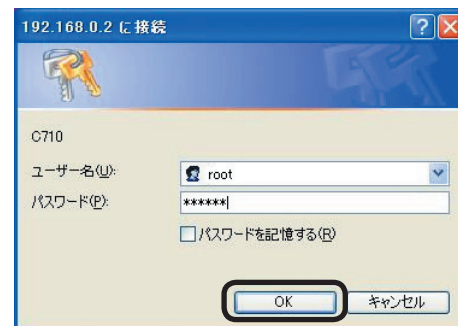 192.168.0.2 に接続
C710
ユーザー名(U):
root
パスワード(P):
******
パスワードを記憶する(R)
OK
キャンセル